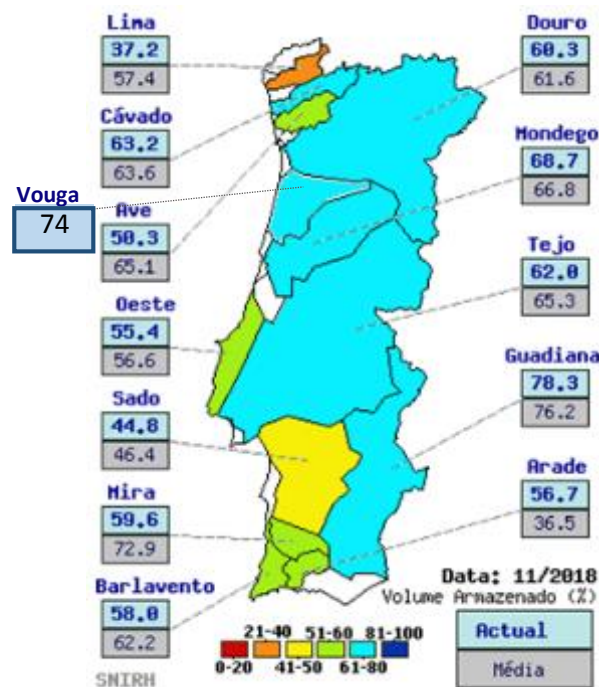 Lima
37.2
57.4
Cávado
63.2
63.6
Vouga
74
Ave
50.3
65.1
Oeste
55.4
56.6
Sado
44.8
46.4
Mira
59.6
72.9
Barlavento
58.0
62.2
Douro
60.3
61.6
Mondego
68.7
66.8
Tejo
62.0
65.3
Guadiana
78.3
76.2
Arade
56.7
36.5
Data: 11/2018
Volume Armazenado (%)
Actual
Média
21-40 51-60 81-100
0-20 41-50 61-80
SNIRH